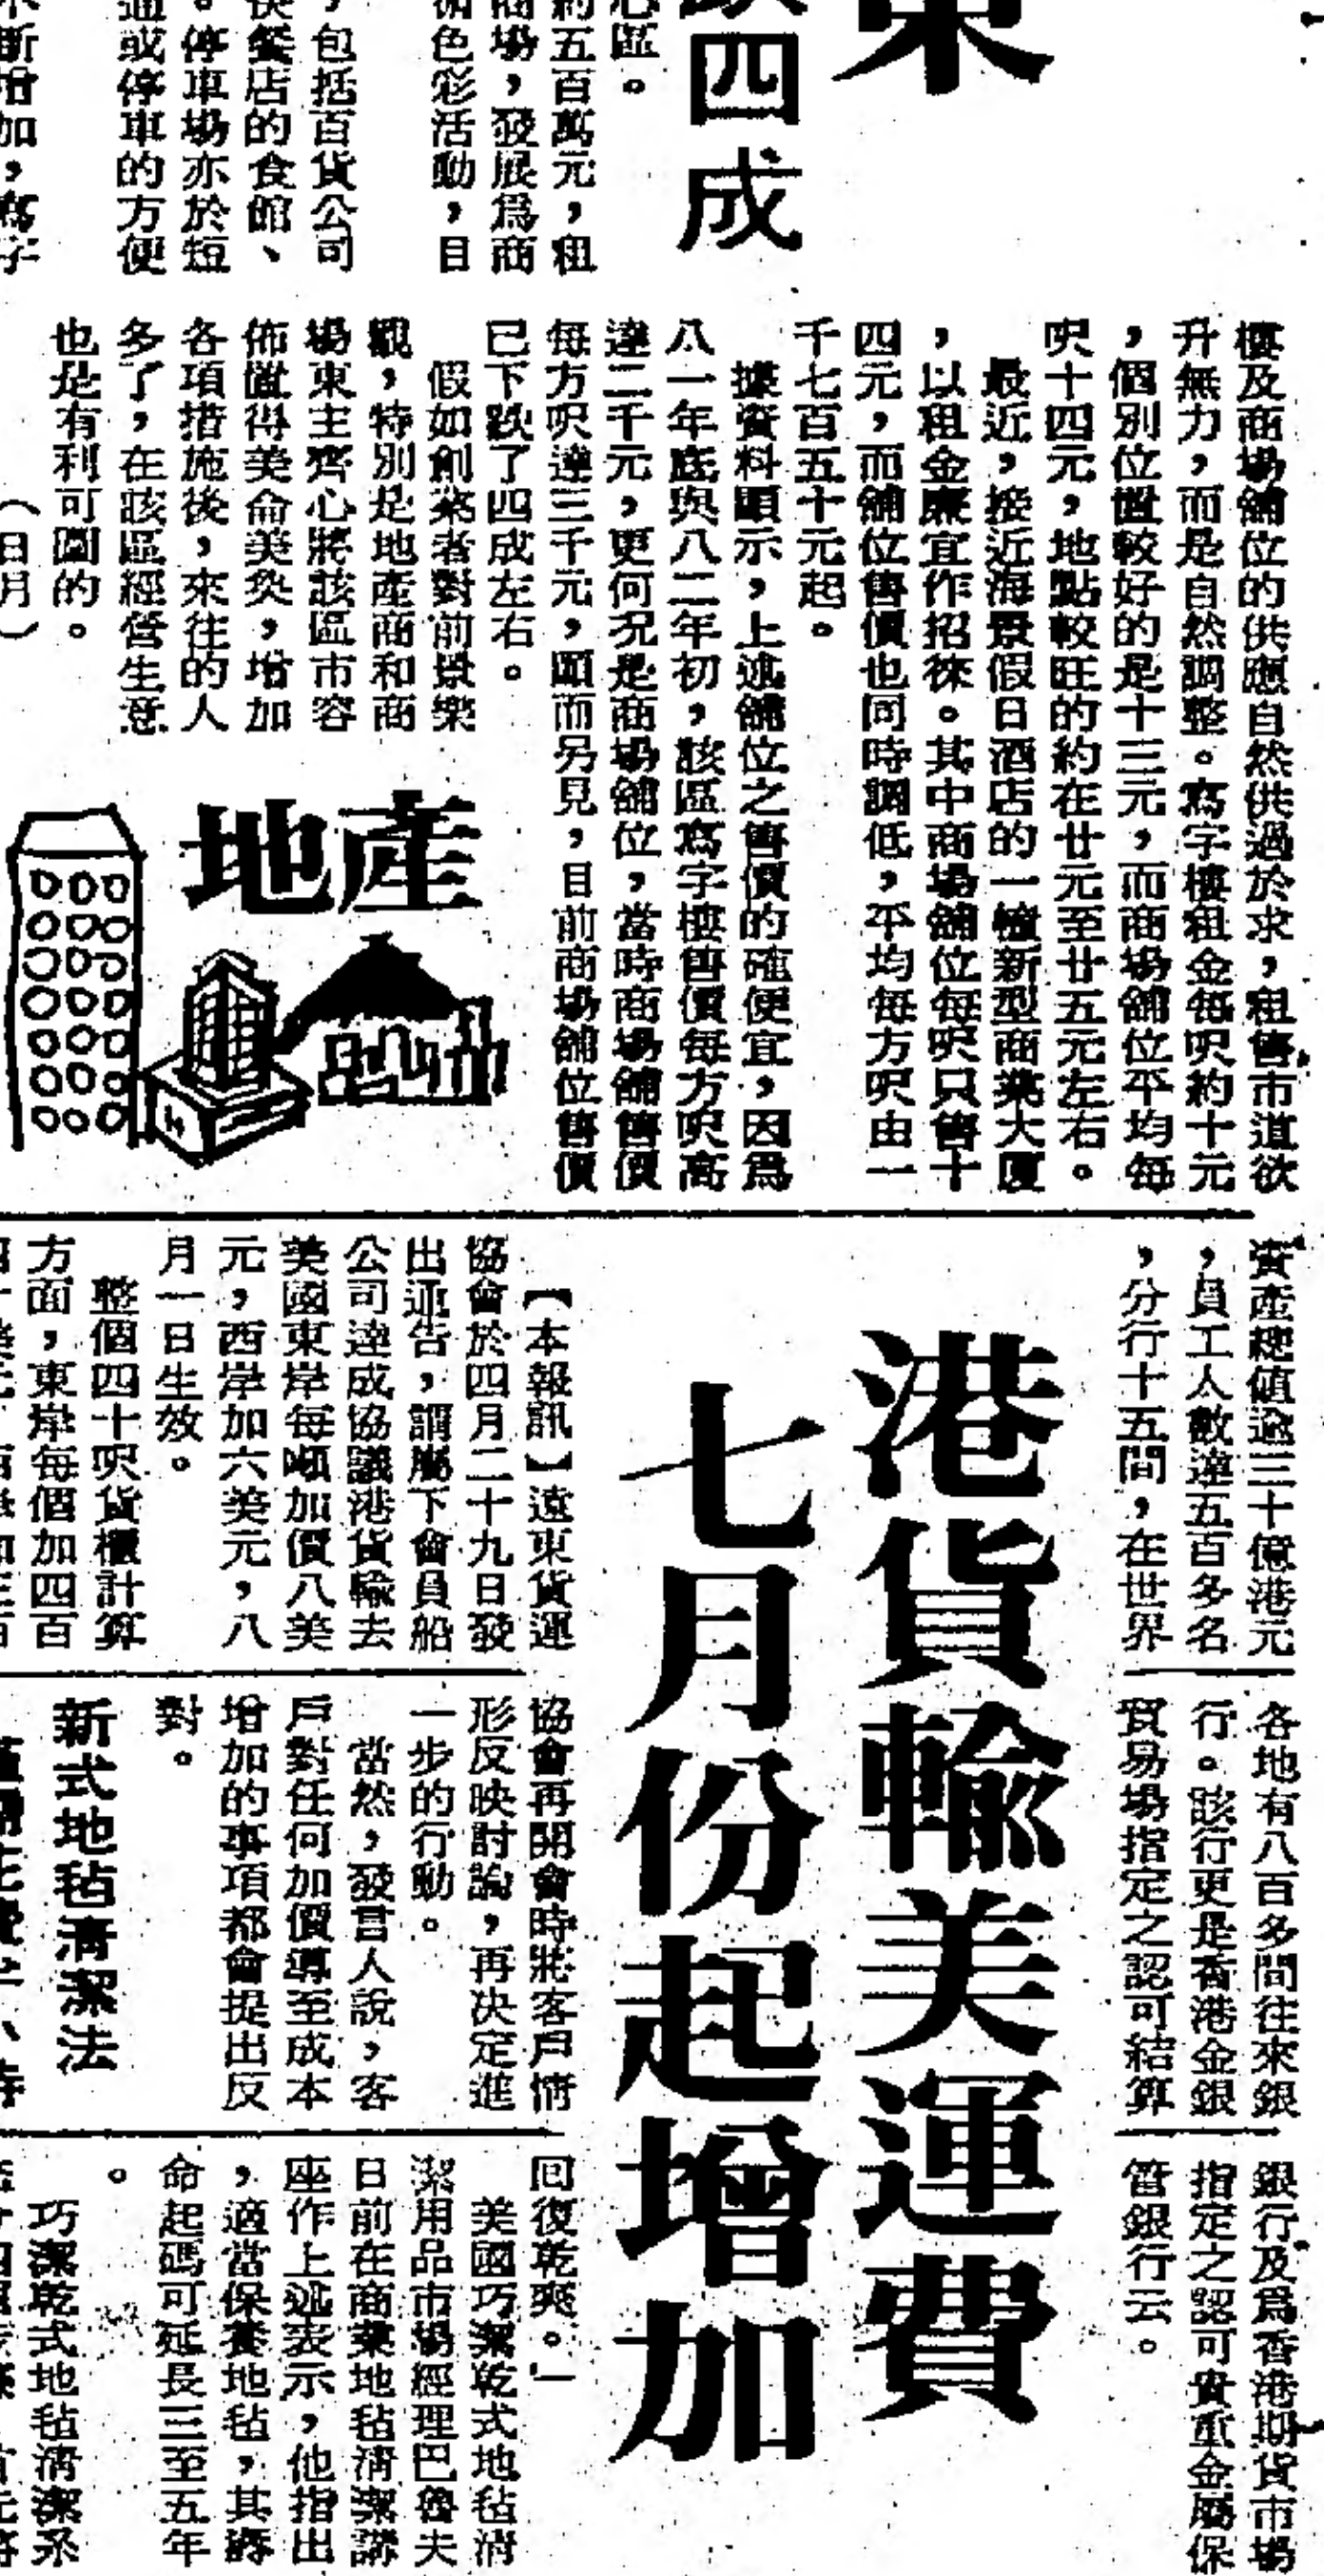 東
跌四成
心區。
約五百萬元，租
商場，發展爲商
色彩活動，目
，包括百貨公司
快餐店的食館、
。停車場亦於短
通或停車的方便
不斷增加，寫字
樓及商場舖位的供應自然供過於求，租售市道欲
升無力，而是自然調整。寫字樓租金每呎約十元
，個別位置較好的是十三元，而商場舖位平均每
呎十四元，地點較旺的約在廿元至廿五元左右。
最近，接近海景假日酒店的一幢新型商業大廈
，以租金廉宜作招徠。其中商場舖位每呎只售十
四元，而舖位售價也同時調低，平均每方呎由一
千七百五十元起。
據資料顯示，上述舖位之售價的確便宜，因爲
八一年底與八二年初，該區寫字樓售價每方呎高
達二千元，更何況是商場舖位，當時商場舖售價
每方呎達三千元，顯而另見，目前商場舖位售價
已下跌了四成左右。
假如創業者對前景樂
觀，特別是地產商和商
場東主齊心將該區市容
佈置得美侖美奐，增加
各項措施後，來往的人
多了，在該區經營生意
也是有利可圖的。
（日月）
地產
資產總值逾三十億港元
，員工人數達五百多名
，分行十五間，在世界
各地有八百多間往來銀
行。該行更是香港金銀
貿易場指定之認可結算
銀行及爲香港期貨市場
指定之認可貴重金屬保
管銀行云。
港貨輸美運費
七月份起增加
【本報訊】遠東貨運
協會於四月二十九日發
出通告，謂屬下會員船
公司達成協議港貨輸去
美國東岸每噸加價八美
元，西岸加六美元，八
月一日生效。
整個四十呎貨櫃計算
方面，東岸每個加四百
協會再開會時將客戶情
形反映討論，再决定進
一步的行動。
當然，發言人說，客
戶對任何加價導至成本
增加的事項都會提出反
對。
新式地毡清潔法
回復乾爽。」
美國巧潔乾式地毡清
潔用品市場經理巴魯夫
日前在商業地毡清潔講
座作上述表示，他指出
，適當保養地毡，其壽
命起碼可延長三至五年
。
巧潔乾式地毡清潔系